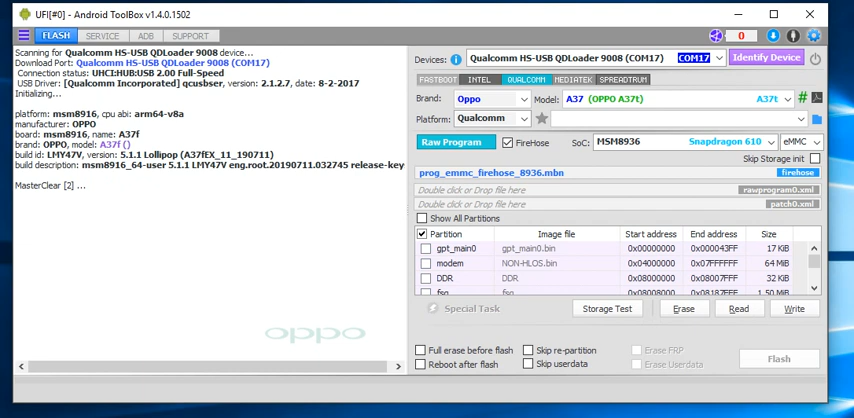 UFI[#0] - Android ToolBox v1.4.0.1502
FLASH SERVICE ADB SUPPORT 0
Scanning for Qualcomm HS-USB QDLoader 9008 device...
Download Port: Qualcomm HS-USB QDLoader 9008 (COM17)
Connection status: UHCI:HUB:USB 2.00 Full-Speed
USB Driver: [Qualcomm Incorporated] qcusbser, version: 2.1.2.7, date: 8-2-2017
Initializing...
platform: msm8916, cpu abi: arm64-v8a
manufacturer: OPPO
board: msm8916, name: A37f
brand: OPPO, model: A37f ()
build id: LMY47V, version: 5.1.1 Lollipop (A37fEX_11_190711)
build description: msm8916_64-user 5.1.1 LMY47V eng.root.20190711.032745 release-key
MasterClear [2] ...
oppo
Devices: Qualcomm HS-USB QDLoader 9008 (COM17) COM17 Identify Device
FASTBOOT INTEL QUALCOMM MEDIATEK SPREADTRUM
Brand: Oppo Model: A37 (OPPO A37t) A37t #
Platform: Qualcomm
Raw Program FireHose SoC: MSM8936 Snapdragon 610 eMMC
Skip Storage init
prog_emmc_firehose_8936.mbn firehose
Double click or Drop file here rawprogram0.xml
Double click or Drop file here patch0.xml
Show All Partitions
Partition Image file Start address End address Size
gpt_main0 gpt_main0.bin 0x00000000 0x000043FF 17 KiB
modem NON-HLOS.bin 0x04000000 0x07FFFFFF 64 MiB
DDR DDR 0x08000000 0x08007FFF 32 KiB
fsg fsg 0x08008000 0x08187FFF 1.50 MiB
Special Task Storage Test Erase Read Write
Full erase before flash Skip re-partition Erase FRP
Reboot after flash Skip userdata Erase Userdata
Flash